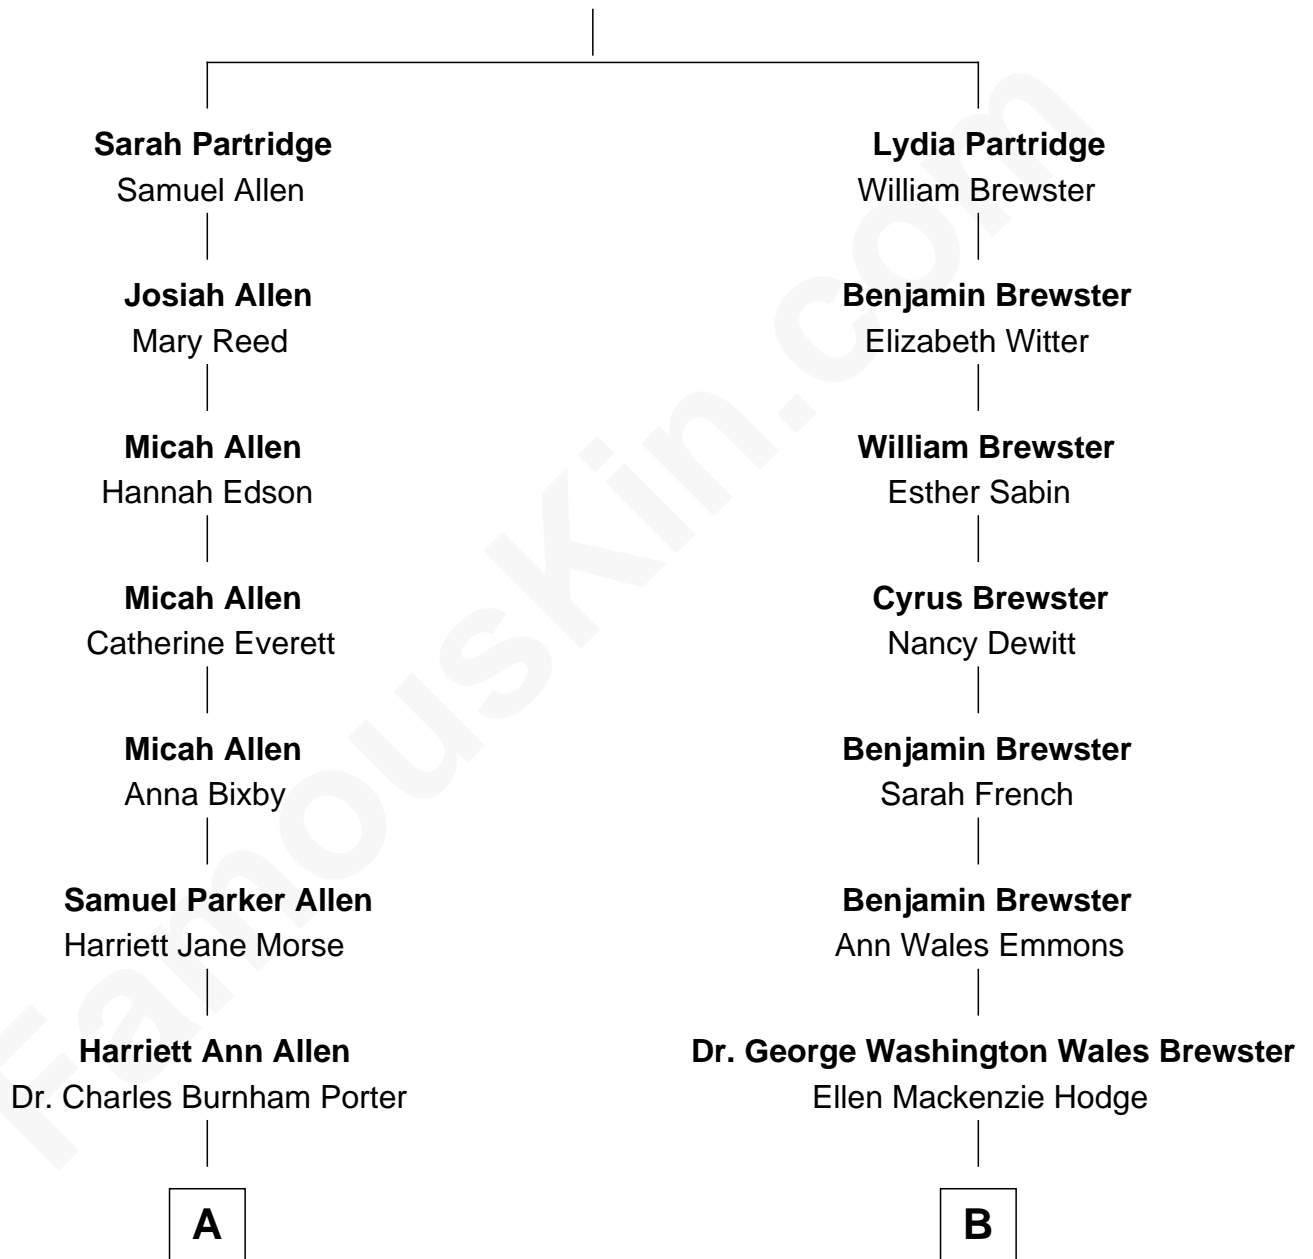 Sarah Partridge
Samuel Allen
Lydia Partridge
William Brewster
Josiah Allen
Mary Reed
Benjamin Brewster
Elizabeth Witter
Micah Allen
Hannah Edson
William Brewster
Esther Sabin
Micah Allen
Catherine Everett
Cyrus Brewster
Nancy Dewitt
Micah Allen
Anna Bixby
Benjamin Brewster
Sarah French
Samuel Parker Allen
Harriett Jane Morse
Benjamin Brewster
Ann Wales Emmons
Harriett Ann Allen
Dr. Charles Burnham Porter
Dr. George Washington Wales Brewster
Ellen Mackenzie Hodge
A
B
FamousKin.com